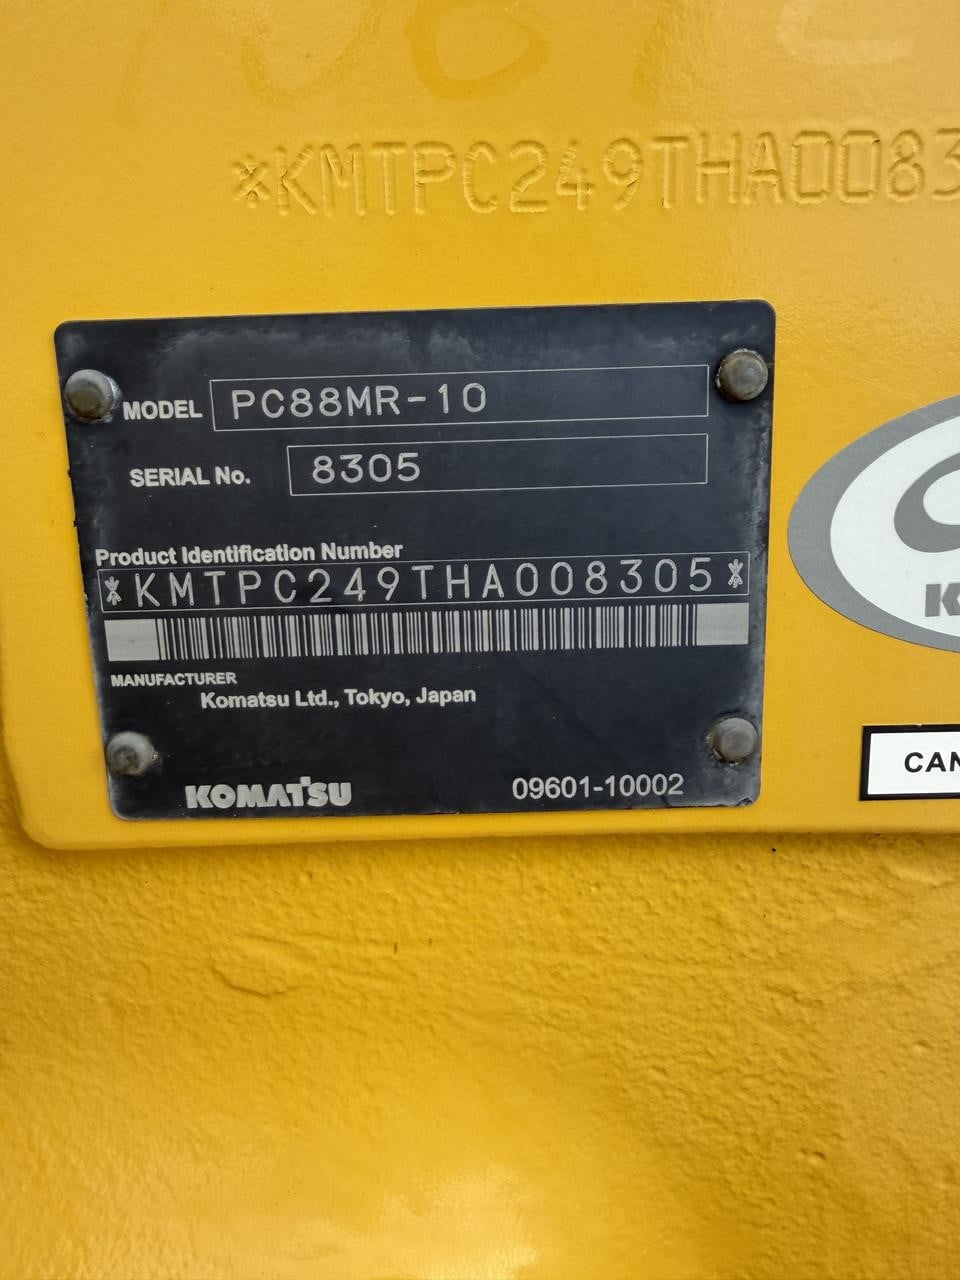 *KMTPC249THA0083
MODEL PC88MR-10
SERIAL No. 8305
Product Identification Number
*KMTPC249THA008305*
MANUFACTURER
Komatsu Ltd., Tokyo, Japan
KOMATSU 09601-10002
K
CAN